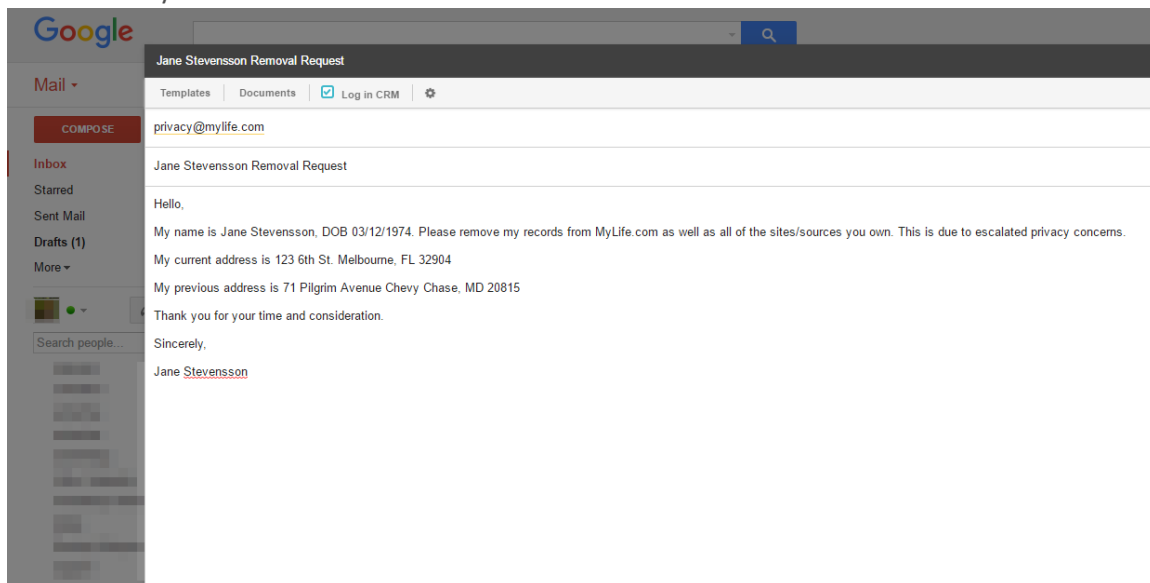 Google
Jane Stevensson Removal Request
Mail
Templates Documents Log in CRM
COMPOSE
privacy@mylife.com
Inbox
Jane Stevensson Removal Request
Starred
Sent Mail
Hello,
Drafts (1)
My name is Jane Stevensson, DOB 03/12/1974. Please remove my records from MyLife.com as well as all of the sites/sources you own. This is due to escalated privacy concerns.
More
My current address is 123 6th St. Melbourne, FL 32904
My previous address is 71 Pilgrim Avenue Chevy Chase, MD 20815
Thank you for your time and consideration.
Search people...
Sincerely,
Jane Stevensson